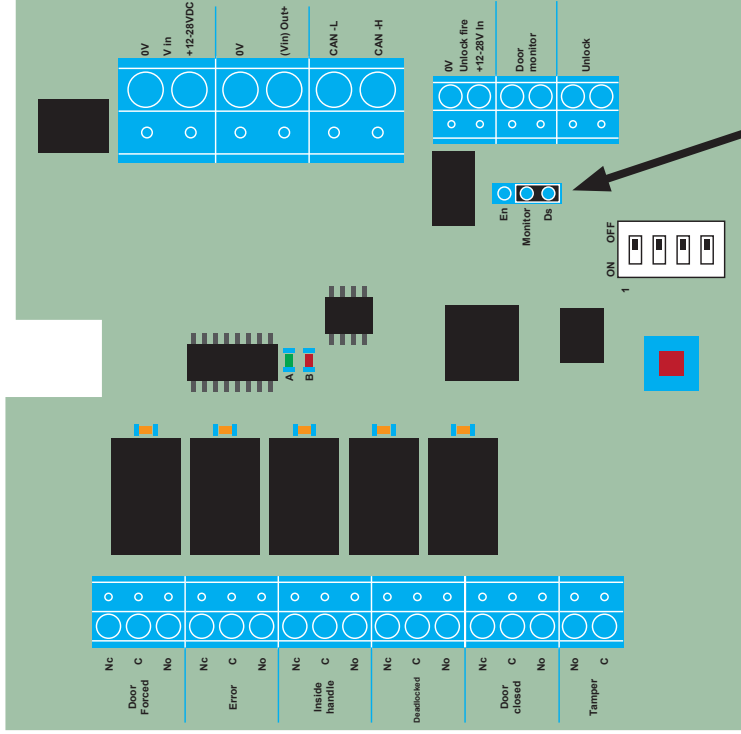 0V
V in
+12-28VDC
0V
(Vin) Out+
CAN -L
CAN -H
0V
Unlock fire
+12-28V In
Door
monitor
Unlock
En
Monitor
Ds
OFF
ON
1
A
B
Nc
C
No
Nc
C
No
Nc
C
No
Nc
C
No
Nc
C
No
No
C
Door
Forced
Error
Inside
handle
Deadlocked
Door
closed
Tamper